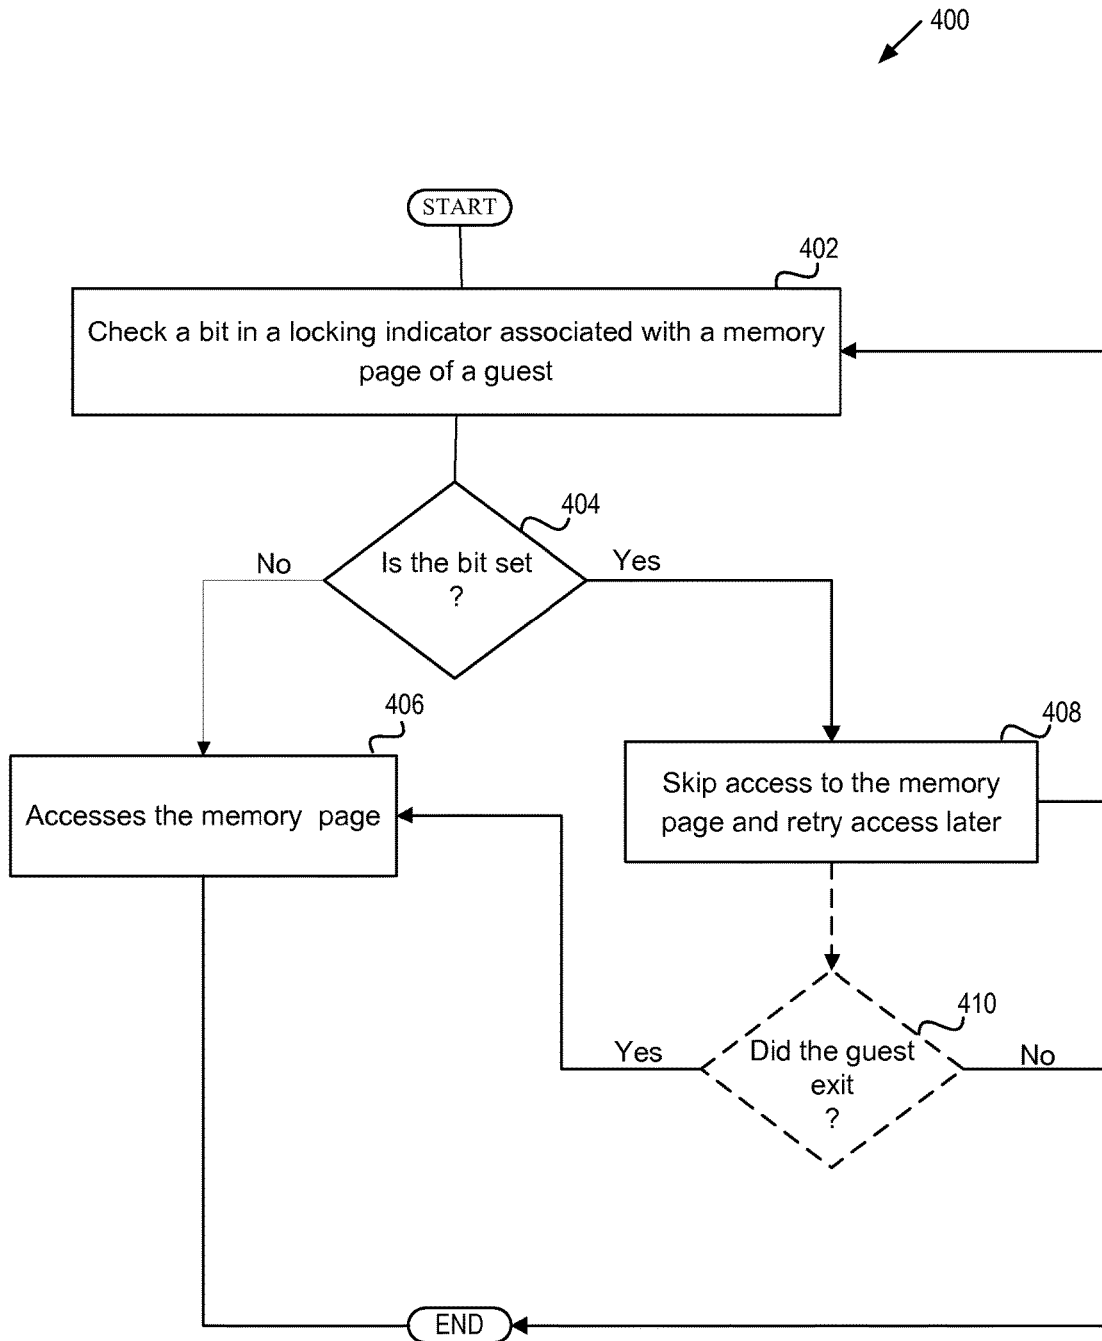 400
START
402
Check a bit in a locking indicator associated with a memory
page of a guest
404
Is the bit set
?
No
Yes
406
408
Accesses the memory page
Skip access to the memory
page and retry access later
410
Did the guest
exit
?
Yes
No
END